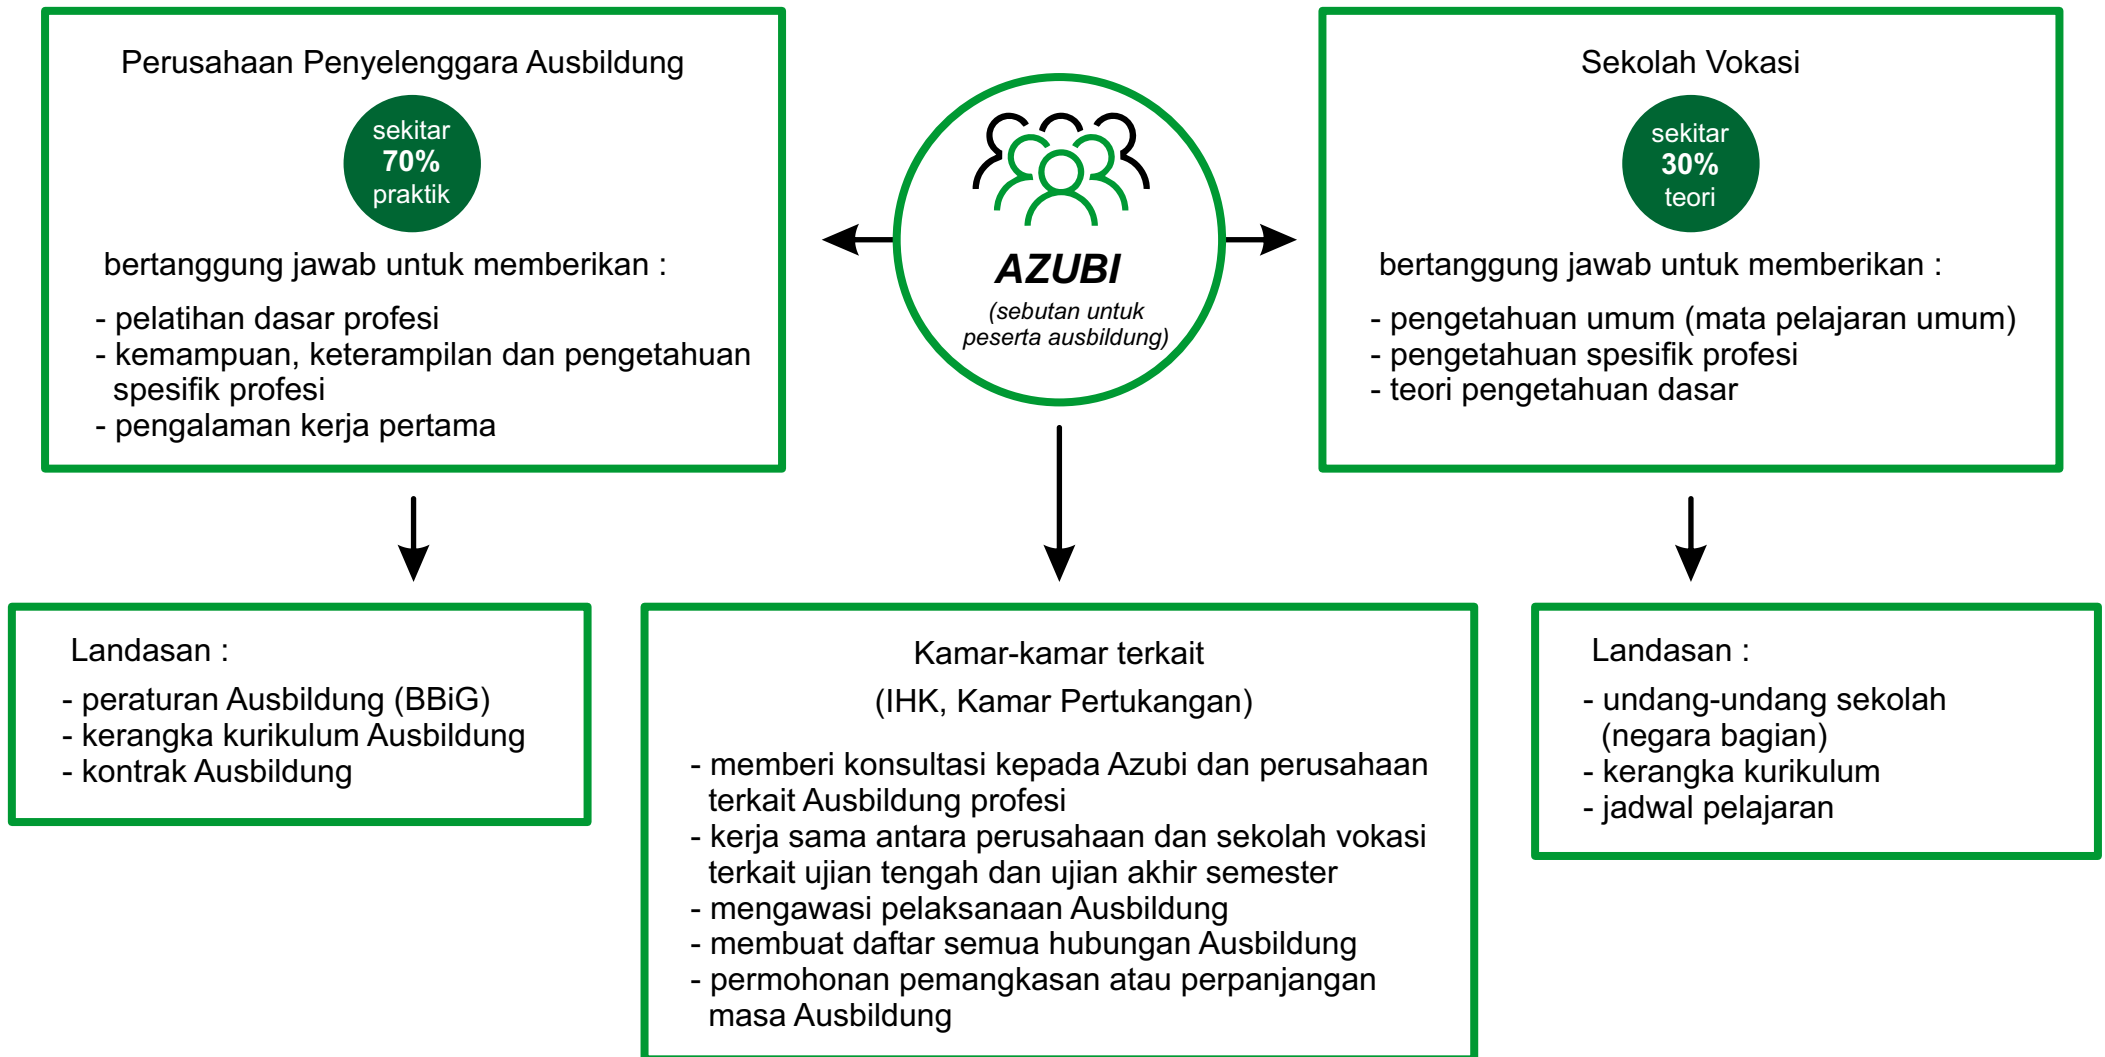 Perusahaan Penyelenggara Ausbildung
sekitar
70%
praktik
bertanggung jawab untuk memberikan :
- pelatihan dasar profesi
- kemampuan, keterampilan dan pengetahuan
spesifik profesi
- pengalaman kerja pertama
AZUBI
(sebutan untuk
peserta ausbildung)
Sekolah Vokasi
sekitar
30%
teori
bertanggung jawab untuk memberikan :
- pengetahuan umum (mata pelajaran umum)
- pengetahuan spesifik profesi
- teori pengetahuan dasar
Landasan :
- peraturan Ausbildung (BBiG)
- kerangka kurikulum Ausbildung
- kontrak Ausbildung
Kamar-kamar terkait
(IHK, Kamar Pertukangan)
- memberi konsultasi kepada Azubi dan perusahaan
terkait Ausbildung profesi
- kerja sama antara perusahaan dan sekolah vokasi
terkait ujian tengah dan ujian akhir semester
- mengawasi pelaksanaan Ausbildung
- membuat daftar semua hubungan Ausbildung
- permohonan pemangkasan atau perpanjangan
masa Ausbildung
Landasan :
- undang-undang sekolah
(negara bagian)
- kerangka kurikulum
- jadwal pelajaran